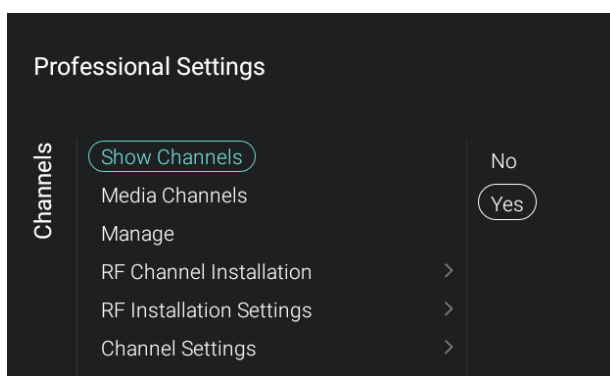 Professional Settings
Channels
Show Channels
No
Media Channels
Yes
Manage
RF Channel Installation
RF Installation Settings
Channel Settings